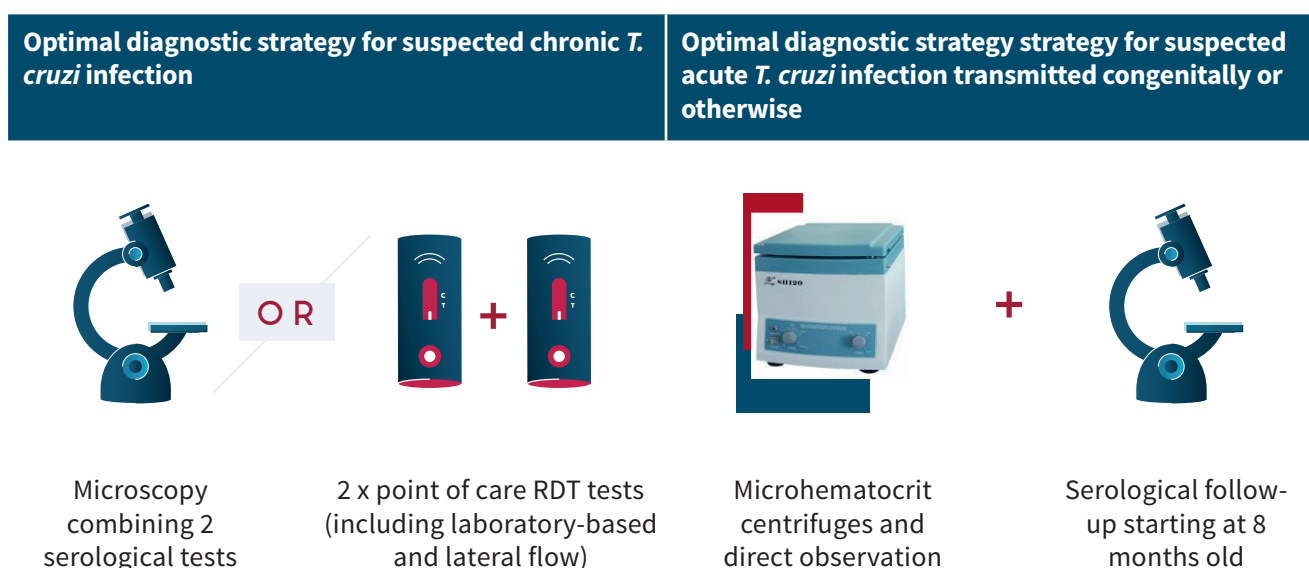 Optimal diagnostic strategy for suspected chronic T.
cruzi infection
Optimal diagnostic strategy strategy for suspected
acute T. cruzi infection transmitted congenitally or
otherwise
OR
C
T
+
C
T
SH120
+
Microscopy
combining 2
serological tests
2 x point of care RDT tests
(including laboratory-based
and lateral flow)
Microhematocrit
centrifuges and
direct observation
Serological follow-
up starting at 8
months old